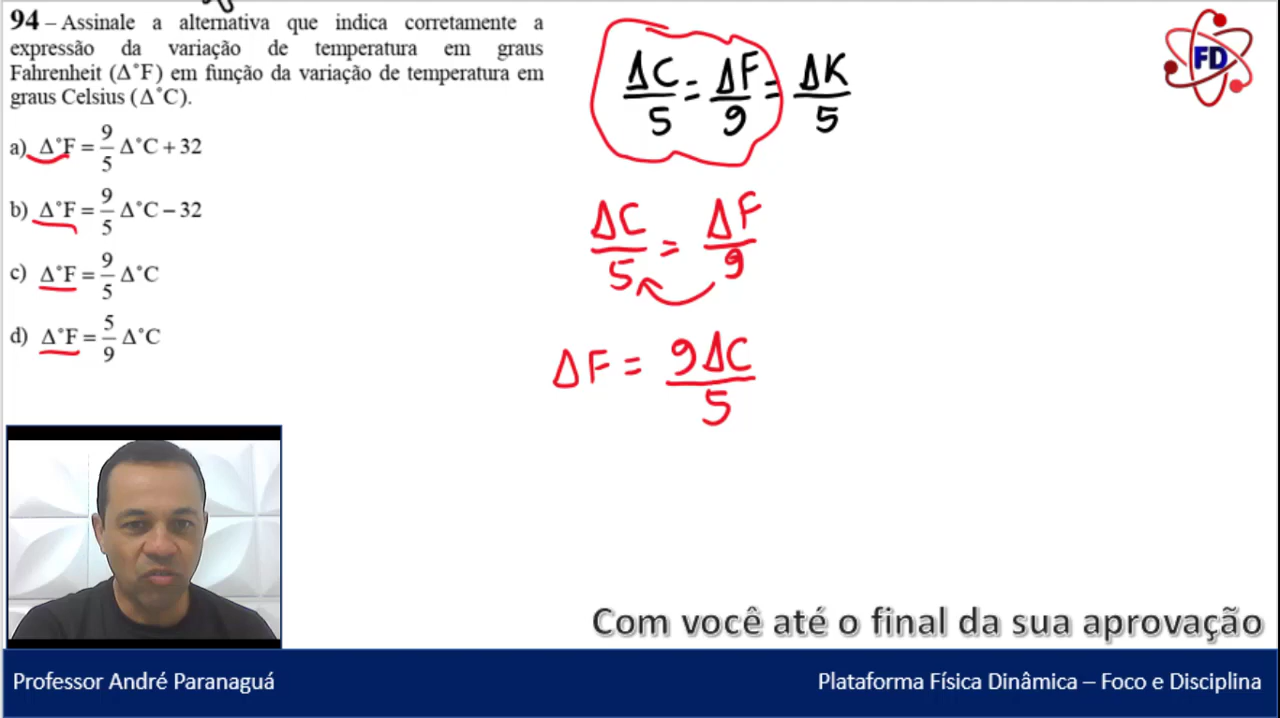 94 – Assinale a alternativa que indica corretamente a
expressão da variação de temperatura em graus
Fahrenheit (Δ°F) em função da variação de temperatura em
graus Celsius (Δ°C).
a) Δ°F = 9/5 Δ°C + 32
b) Δ°F = 9/5 Δ°C – 32
c) Δ°F = 9/5 Δ°C
d) Δ°F = 5/9 Δ°C
ΔC/5 = ΔF/9 = ΔK/5
ΔC/5 = ΔF/9
ΔF = 9ΔC/5
FD
Com você até o final da sua aprovação
Professor André Paranaguá
Plataforma Física Dinâmica – Foco e Disciplina